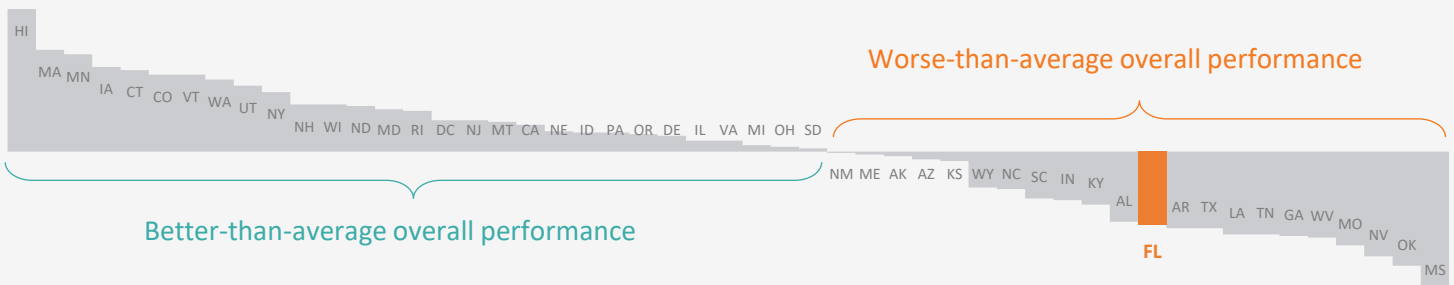 HI
MA MN IA CT CO VT WA UT NY NH WI ND MD RI DC NJ MT CA NE ID PA OR DE IL VA MI OH SD
Worse-than-average overall performance
NM ME AK AZ KS WY NC SC IN KY AL FL AR TX LA TN GA WV MO NV OK MS
Better-than-average overall performance